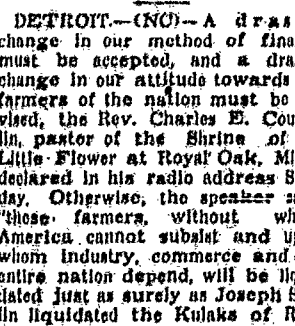 DETROIT.—(NC)— A dras
change in our method of fina
must be accepted, and a dra
change in our attitude towards
farmers of the nation must be
vised, the Rev. Charles E. Cou
lin, pastor of the Shrine of
Little Flower at Royal Oak, Mi
declared in his radio address S
day. Otherwise, the speaker s
"those farmers, without wh
America cannot subsist and u
whom industry, commerce and
entire nation depend, will be li
dated just as surely as Joseph S
lin liquidated the Kulaks of R